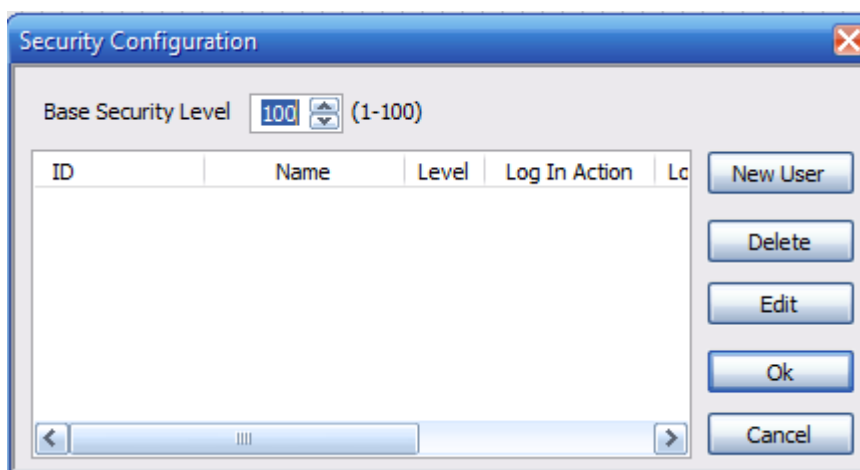 Security Configuration
Base Security Level 100 (1-100)
ID Name Level Log In Action Lo
New User
Delete
Edit
Ok
Cancel